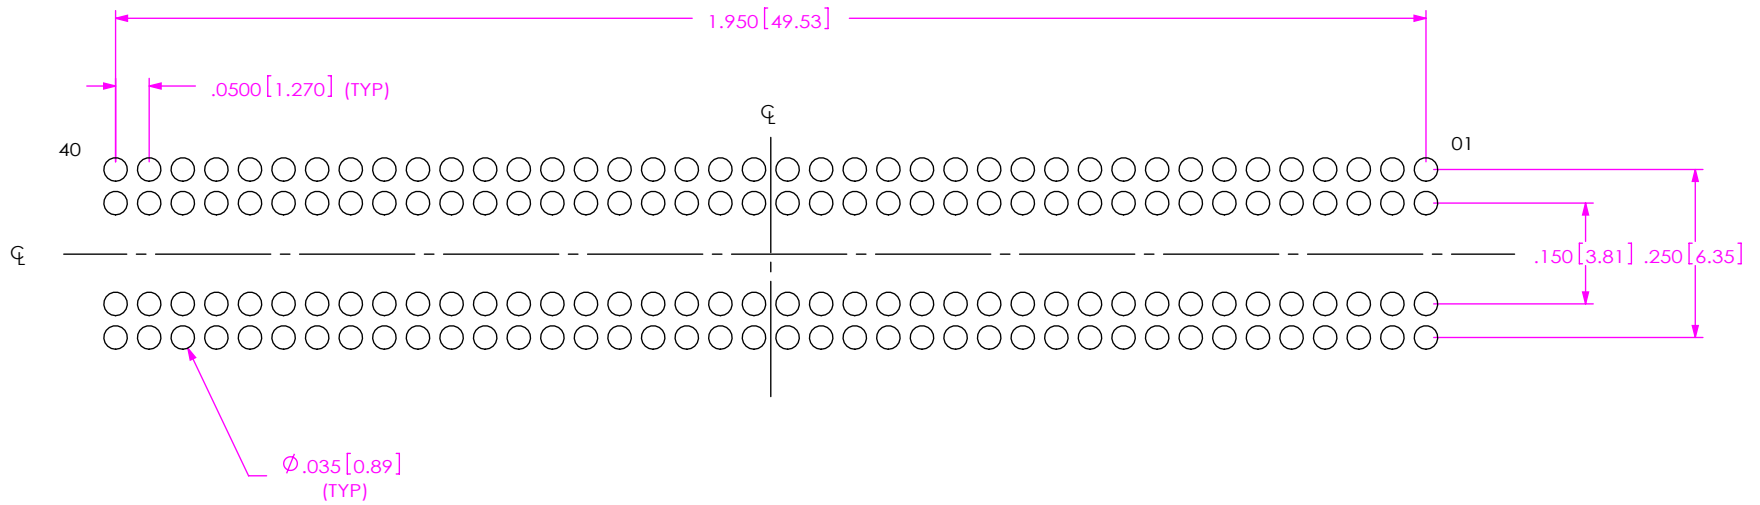 1.950[49.53]
.0500[1.270] (TYP)
℄
40
01
℄
.150[3.81] .250[6.35]
Ø.035[0.89]
(TYP)